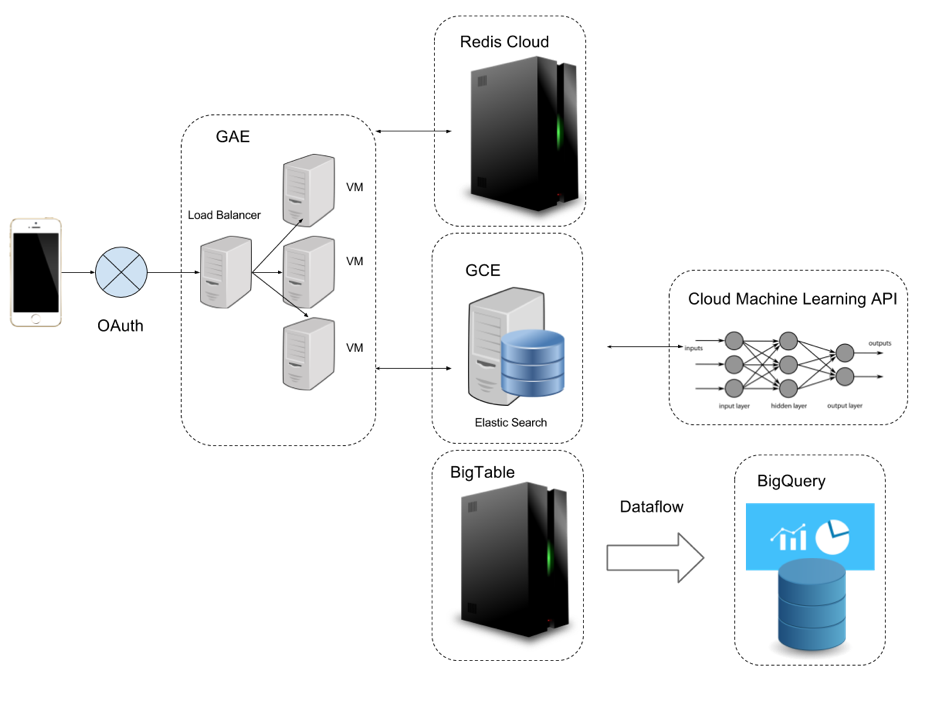 Redis Cloud
GAE
VM
Load Balancer
VM
OAuth
VM
GCE
Elastic Search
Cloud Machine Learning API
inputs
outputs
input layer
hidden layer
output layer
BigTable
Dataflow
BigQuery